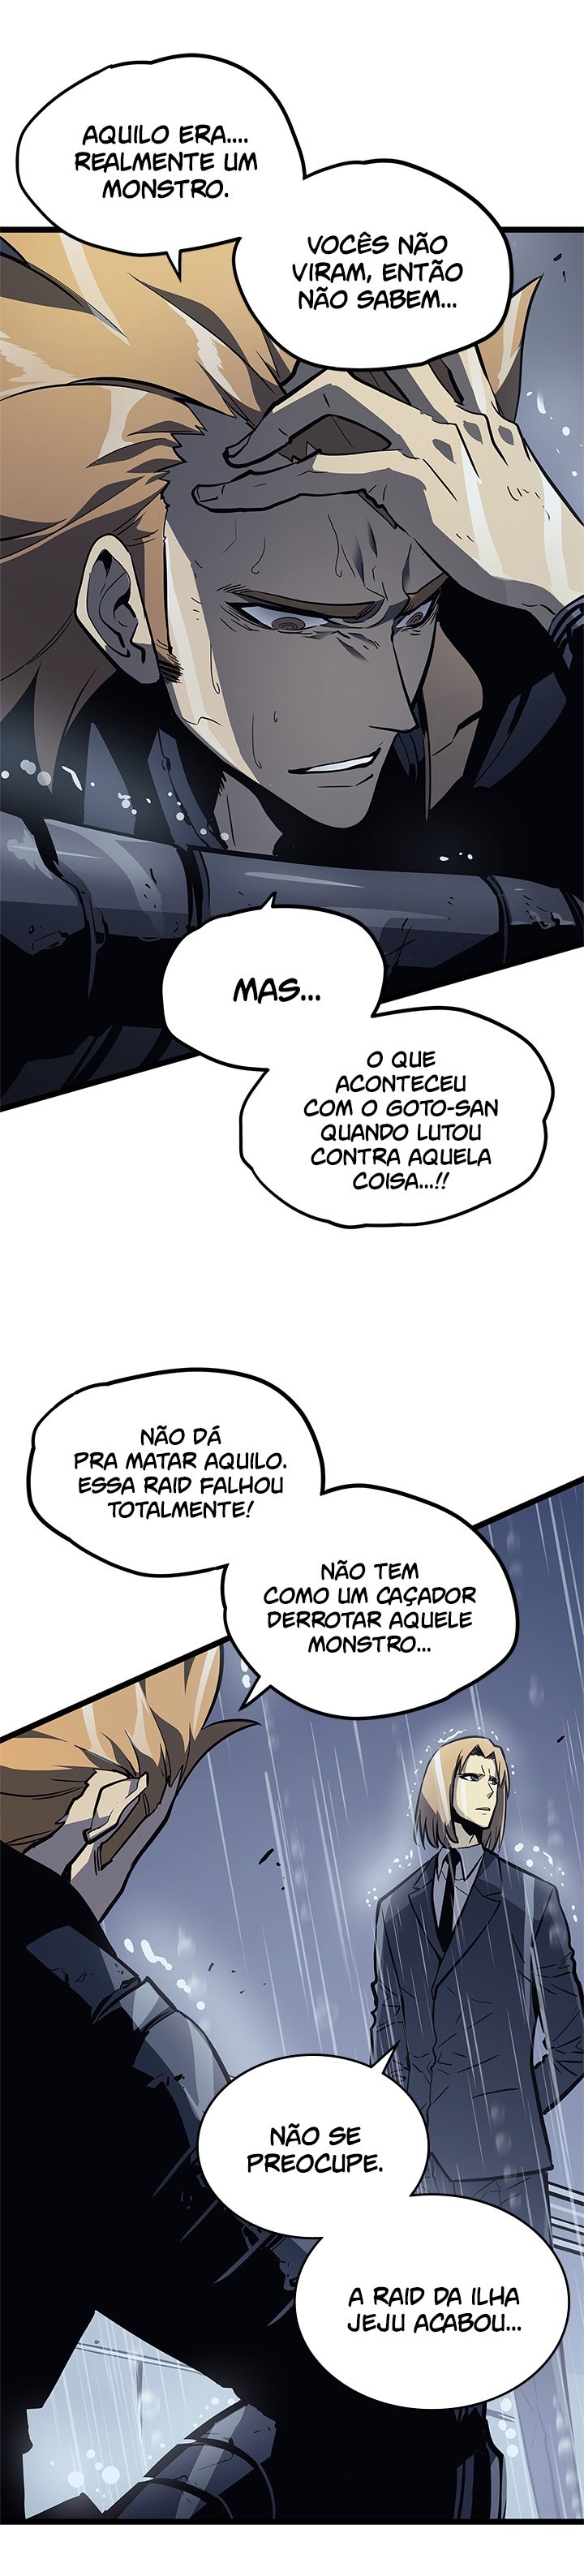 AQUILO ERA....
REALMENTE UM
MONSTRO.
VOCÊS NÃO
VIRAM, ENTÃO
NÃO SABEM...
MAS...
O QUE
ACONTECEU
COM O GOTO-SAN
QUANDO LUTOU
CONTRA AQUELA
COISA...!!
NÃO DÁ
PRA MATAR AQUILO.
ESSA RAID FALHOU
TOTALMENTE!
NÃO TEM
COMO UM CAÇADOR
DERROTAR AQUELE
MONSTRO...
NÃO SE
PREOCUPE.
A RAID DA ILHA
JEJU ACABOU...